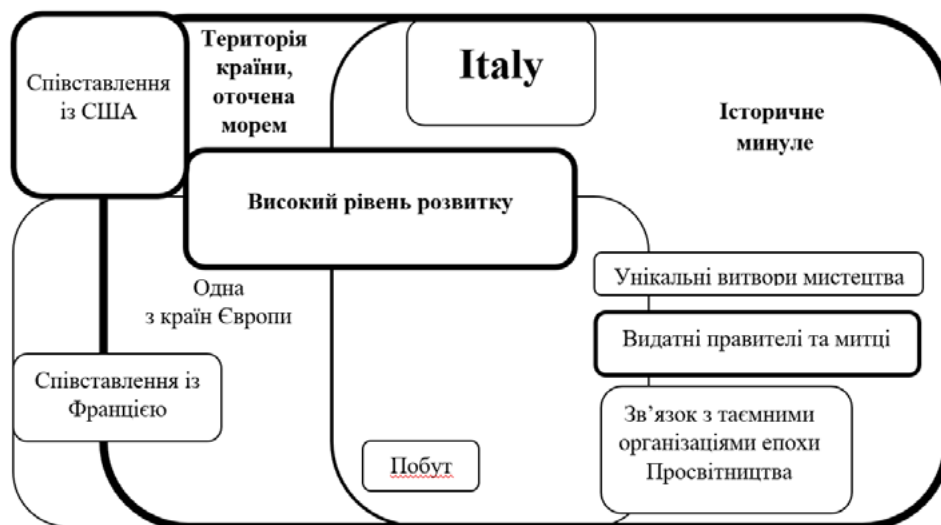 Співставлення
із США
Територія
країни,
оточена
морем
Italy
Історичне
минуле
Високий рівень розвитку
Унікальні витвори мистецтва
Одна
з країн Європи
Видатні правителі та митці
Співставлення із
Францією
Зв’язок з таємними
організаціями епохи
Просвітництва
Побут